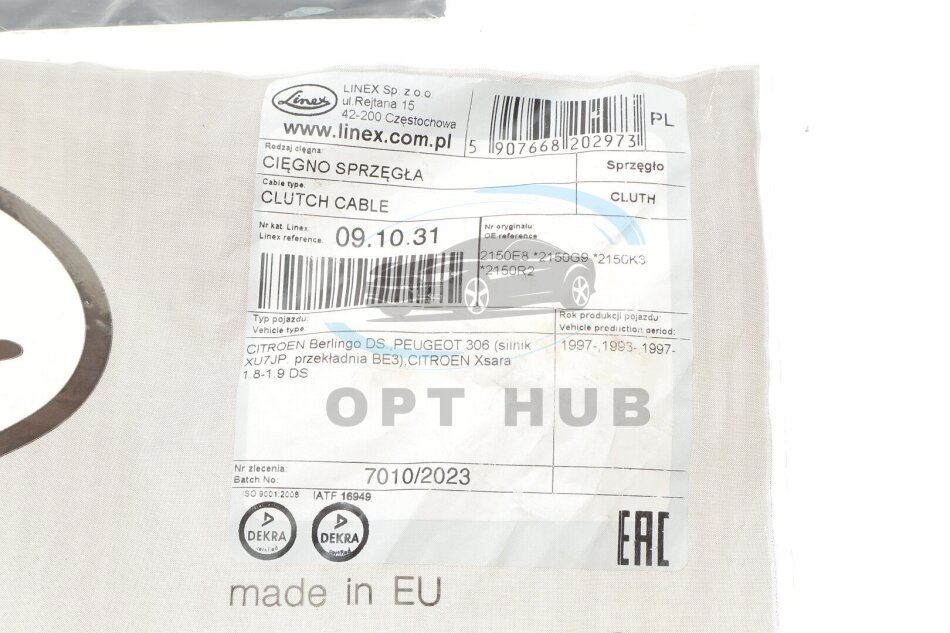 Linex
LINEX Sp. z o.o
ul.Rejtana 15
42-200 Częstochowa
www.linex.com.pl
5 907668 202973
PL
Rodzaj cięgna:
CIĘGNO SPRZĘGŁA
Sprzęgło
Cable type:
CLUTCH CABLE
CLUTH
Nr kat. Linex:
Linex reference: 09.10.31
Nr oryginału:
OE reference
2150E8 *2150G9 *2150K3
*2150R2
Typ pojazdu:
Vehicle type:
Rok produkcji pojazdu:
Vehicle production period:
CITROEN Berlingo DS ,PEUGEOT 306 (silnik
XU7JP przekładnia BE3),CITROEN Xsara
1.8-1.9 DS
1997-,1993- 1997-
OPT HUB
Nr zlecenia:
Batch No: 7010/2023
ISO 9001:2008 IATF 16949
DEKRA
DEKRA
EAC
made in EU